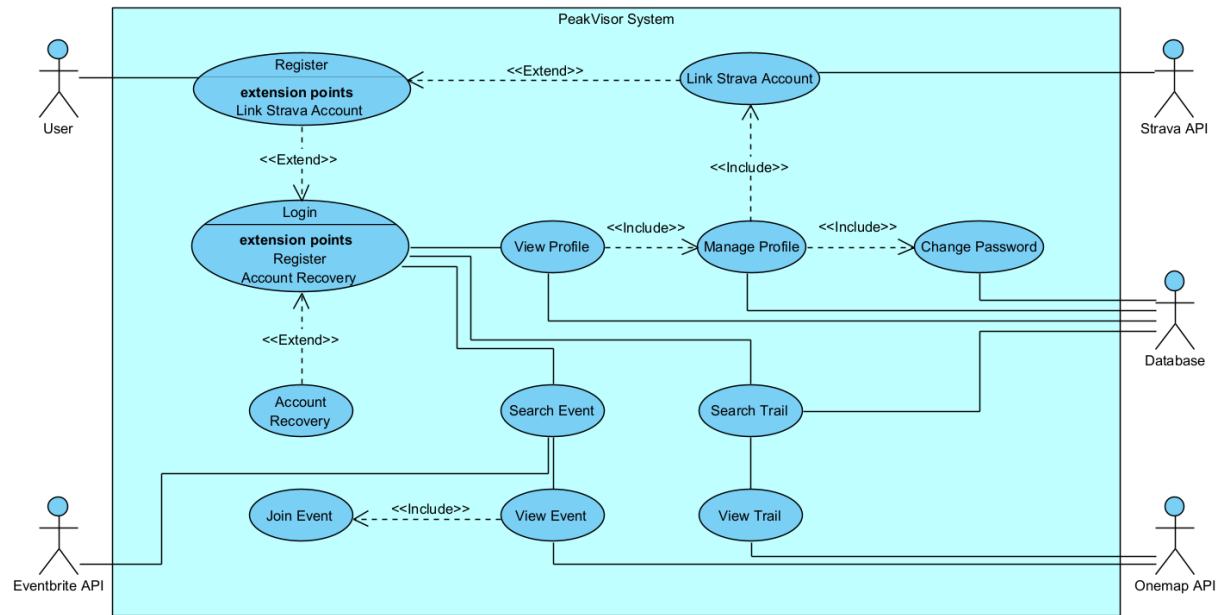 PeakVisor System
Register
extension points
Link Strava Account
<<Extend>>
Link Strava Account
User
Strava API
<<Extend>>
<<Include>>
Login
extension points
Register
Account Recovery
View Profile
<<Include>>
Manage Profile
<<Include>>
Change Password
<<Extend>>
Database
Account
Recovery
Search Event
Search Trail
Join Event
<<Include>>
View Event
View Trail
Eventbrite API
Onemap API